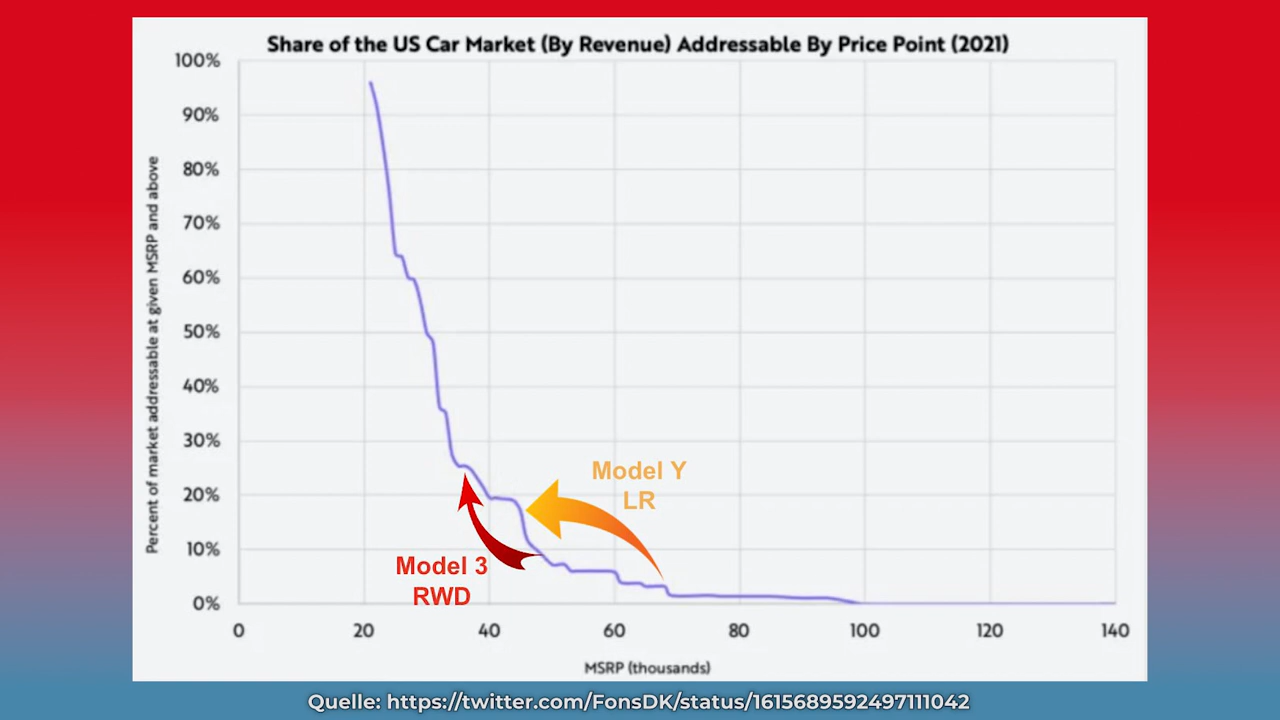 Share of the US Car Market (By Revenue) Addressable By Price Point (2021)
Percent of market addressable at given MSRP and above
100%
90%
80%
70%
60%
50%
40%
30%
20%
10%
0%
Model Y
LR
Model 3
RWD
0 20 40 60 80 100 120 140
MSRP (thousands)
Quelle: https://twitter.com/FonsDK/status/1615689592497111042